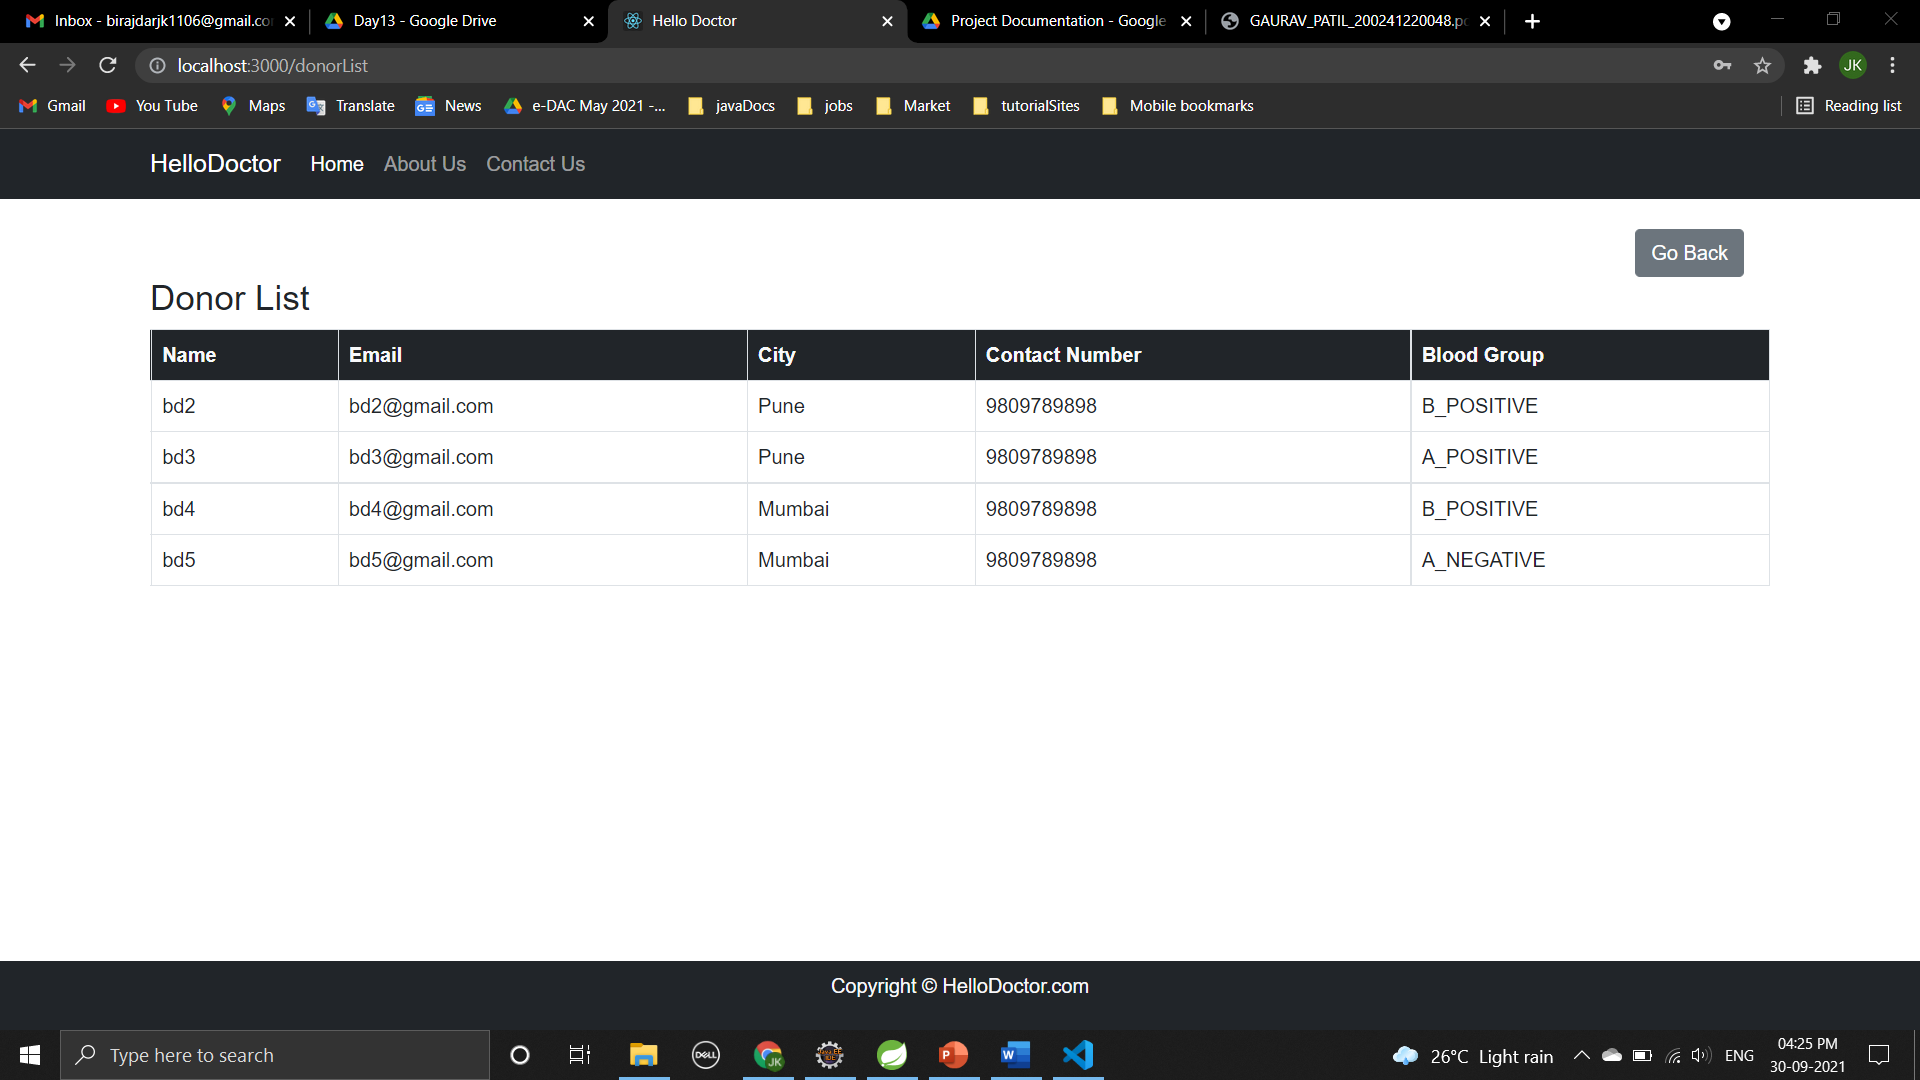 Inbox - birajdarjk1106@gmail.co
Day13 - Google Drive
Hello Doctor
Project Documentation - Google
GAURAV_PATIL_200241220048.p
localhost:3000/donorList
JK
Gmail
You Tube
Maps
Translate
News
e-DAC May 2021 -...
javaDocs
jobs
Market
tutorialSites
Mobile bookmarks
Reading list
HelloDoctor Home About Us Contact Us
Go Back
Donor List
Name Email City Contact Number Blood Group
bd2 bd2@gmail.com Pune 9809789898 B_POSITIVE
bd3 bd3@gmail.com Pune 9809789898 A_POSITIVE
bd4 bd4@gmail.com Mumbai 9809789898 B_POSITIVE
bd5 bd5@gmail.com Mumbai 9809789898 A_NEGATIVE
Copyright © HelloDoctor.com
Type here to search
DELL
JK
26°C Light rain
ENG
04:25 PM
30-09-2021